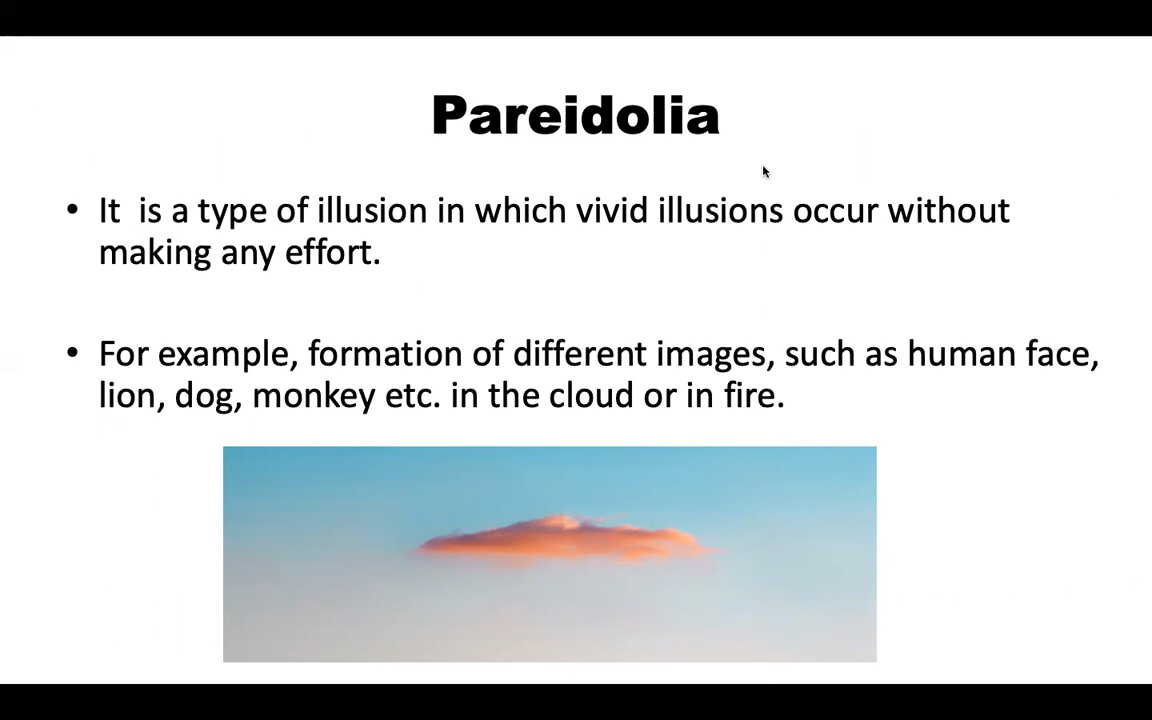 Pareidolia
• It  is a type of illusion in which vivid illusions occur without
making any effort.
• For example, formation of different images, such as human face,
lion, dog, monkey etc. in the cloud or in fire.